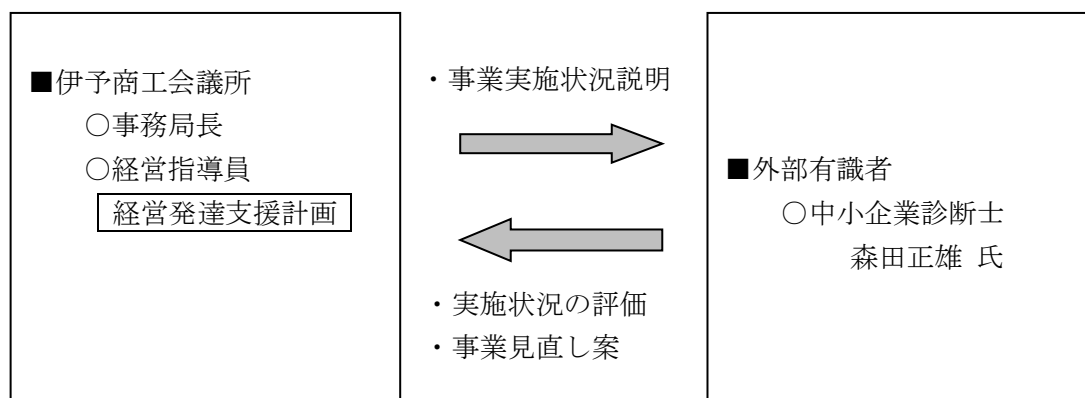 ■伊予商工会議所
○事務局長
○経営指導員
経営発達支援計画
・事業実施状況説明
・実施状況の評価
・事業見直し案
■外部有識者
○中小企業診断士
森田正雄 氏